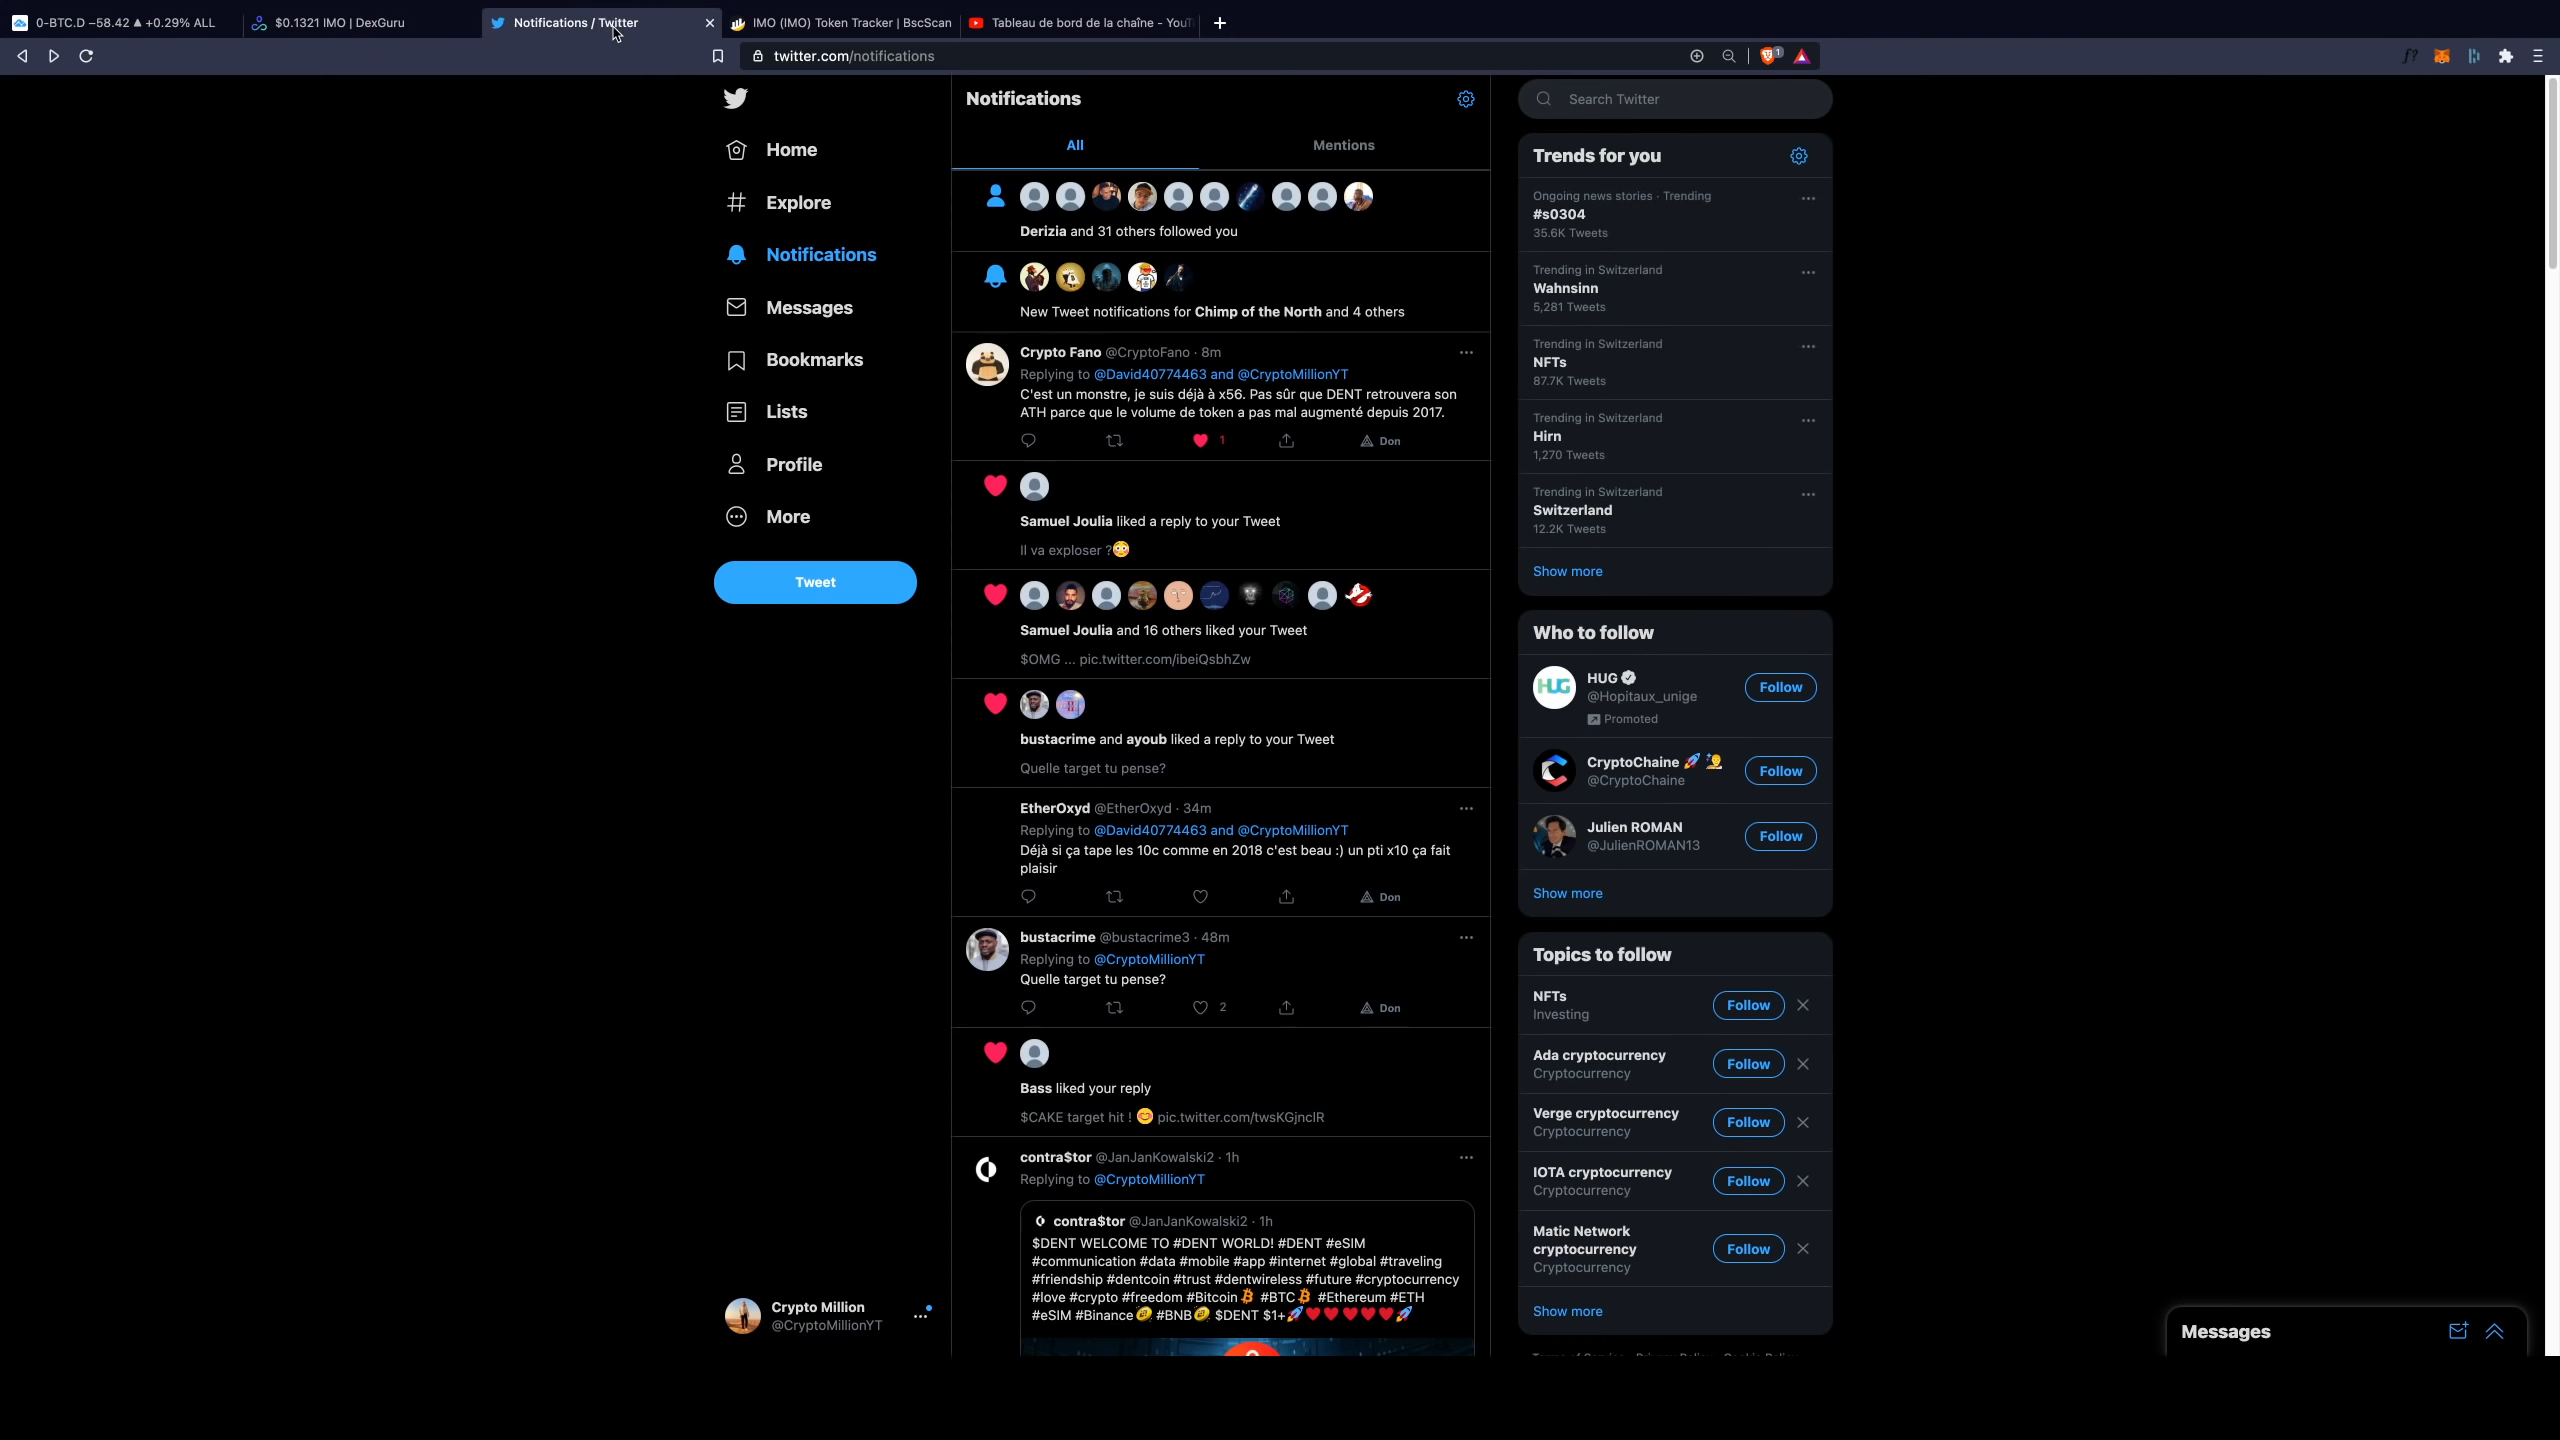 0-BTC.D −58.42 ▲ +0.29% ALL
$0.1321 IMO | DexGuru
Notifications / Twitter
IMO (IMO) Token Tracker | BscScan
Tableau de bord de la chaîne - YouT
twitter.com/notifications
1
f?
Home
Explore
Notifications
Messages
Bookmarks
Lists
Profile
More
Tweet
Crypto Million
@CryptoMillionYT
Notifications
All
Mentions
Derizia and 31 others followed you
New Tweet notifications for Chimp of the North and 4 others
Crypto Fano @CryptoFano · 8m
Replying to @David40774463 and @CryptoMillionYT
C'est un monstre, je suis déjà à x56. Pas sûr que DENT retrouvera son
ATH parce que le volume de token a pas mal augmenté depuis 2017.
1
Don
Samuel Joulia liked a reply to your Tweet
Il va exploser ?😳
Samuel Joulia and 16 others liked your Tweet
$OMG ... pic.twitter.com/ibeiQsbhZw
bustacrime and ayoub liked a reply to your Tweet
Quelle target tu pense?
EtherOxyd @EtherOxyd · 34m
Replying to @David40774463 and @CryptoMillionYT
Déjà si ça tape les 10c comme en 2018 c'est beau :) un pti x10 ça fait
plaisir
Don
bustacrime @bustacrime3 · 48m
Replying to @CryptoMillionYT
Quelle target tu pense?
2
Don
Bass liked your reply
$CAKE target hit ! 😊 pic.twitter.com/twsKGjnclR
contra$tor @JanJanKowalski2 · 1h
Replying to @CryptoMillionYT
contra$tor @JanJanKowalski2 · 1h
$DENT WELCOME TO #DENT WORLD! #DENT #eSIM
#communication #data #mobile #app #internet #global #traveling
#friendship #dentcoin #trust #dentwireless #future #cryptocurrency
#love #crypto #freedom #Bitcoin #BTC #Ethereum #ETH
#eSIM #Binance #BNB $DENT $1+🚀❤❤❤❤❤🚀
Search Twitter
Trends for you
Ongoing news stories · Trending
#s0304
35.6K Tweets
Trending in Switzerland
Wahnsinn
5,281 Tweets
Trending in Switzerland
NFTs
87.7K Tweets
Trending in Switzerland
Hirn
1,270 Tweets
Trending in Switzerland
Switzerland
12.2K Tweets
Show more
Who to follow
HUG
HUG
@Hopitaux_unige
Promoted
Follow
CryptoChaine 🚀
@CryptoChaine
Follow
Julien ROMAN
@JulienROMAN13
Follow
Show more
Topics to follow
NFTs
Investing
Follow
Ada cryptocurrency
Cryptocurrency
Follow
Verge cryptocurrency
Cryptocurrency
Follow
IOTA cryptocurrency
Cryptocurrency
Follow
Matic Network
cryptocurrency
Cryptocurrency
Follow
Show more
Messages